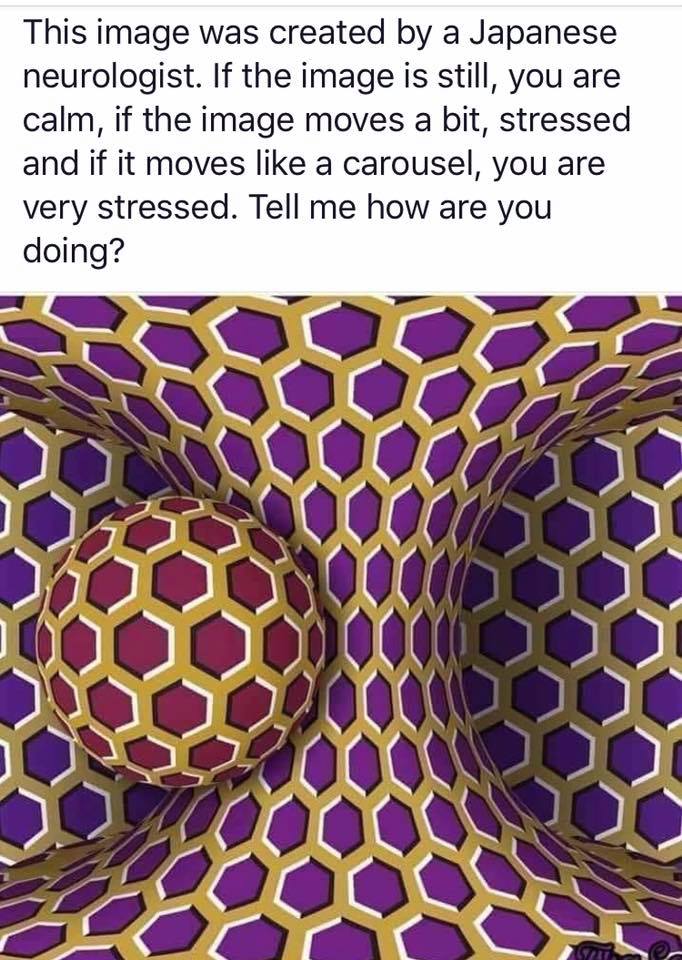 This image was created by a Japanese
neurologist. If the image is still, you are
calm, if the image moves a bit, stressed
and if it moves like a carousel, you are
very stressed. Tell me how are you
doing?